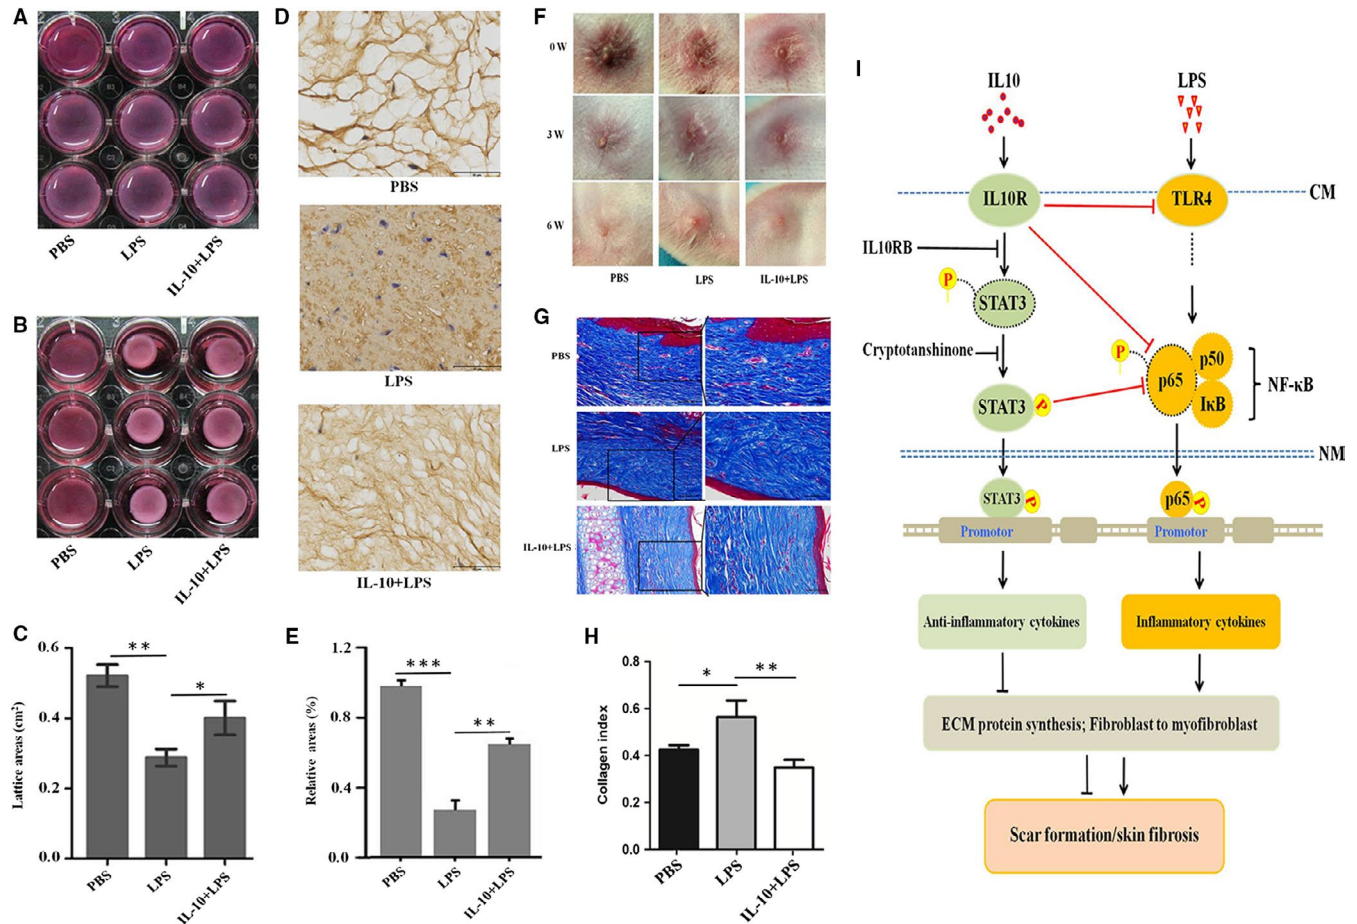 A
PBS
LPS
IL-10+LPS
B
PBS
LPS
IL-10+LPS
C
Lattice areas (cm²)
0.6
0.4
0.2
0.0
**
*
PBS
LPS
IL-10+LPS
D
PBS
LPS
IL-10+LPS
E
Relative areas (%)
1.2
0.8
0.4
0.0
***
**
PBS
LPS
IL-10+LPS
F
0 W
3 W
6 W
PBS
LPS
IL-10+LPS
G
PBS
LPS
IL-10+LPS
H
Collagen index
0.8
0.6
0.4
0.2
0.0
*
**
PBS
LPS
IL-10+LPS
I
IL10
LPS
IL10R
TLR4
CM
IL10RB
P
STAT3
Cryptotanshinone
P
p65
p50
IκB
NF-κB
STAT3
P
NM
STAT3
P
p65
P
Promotor
Promotor
Anti-inflammatory cytokines
Inflammatory cytokines
ECM protein synthesis; Fibroblast to myofibroblast
Scar formation/skin fibrosis